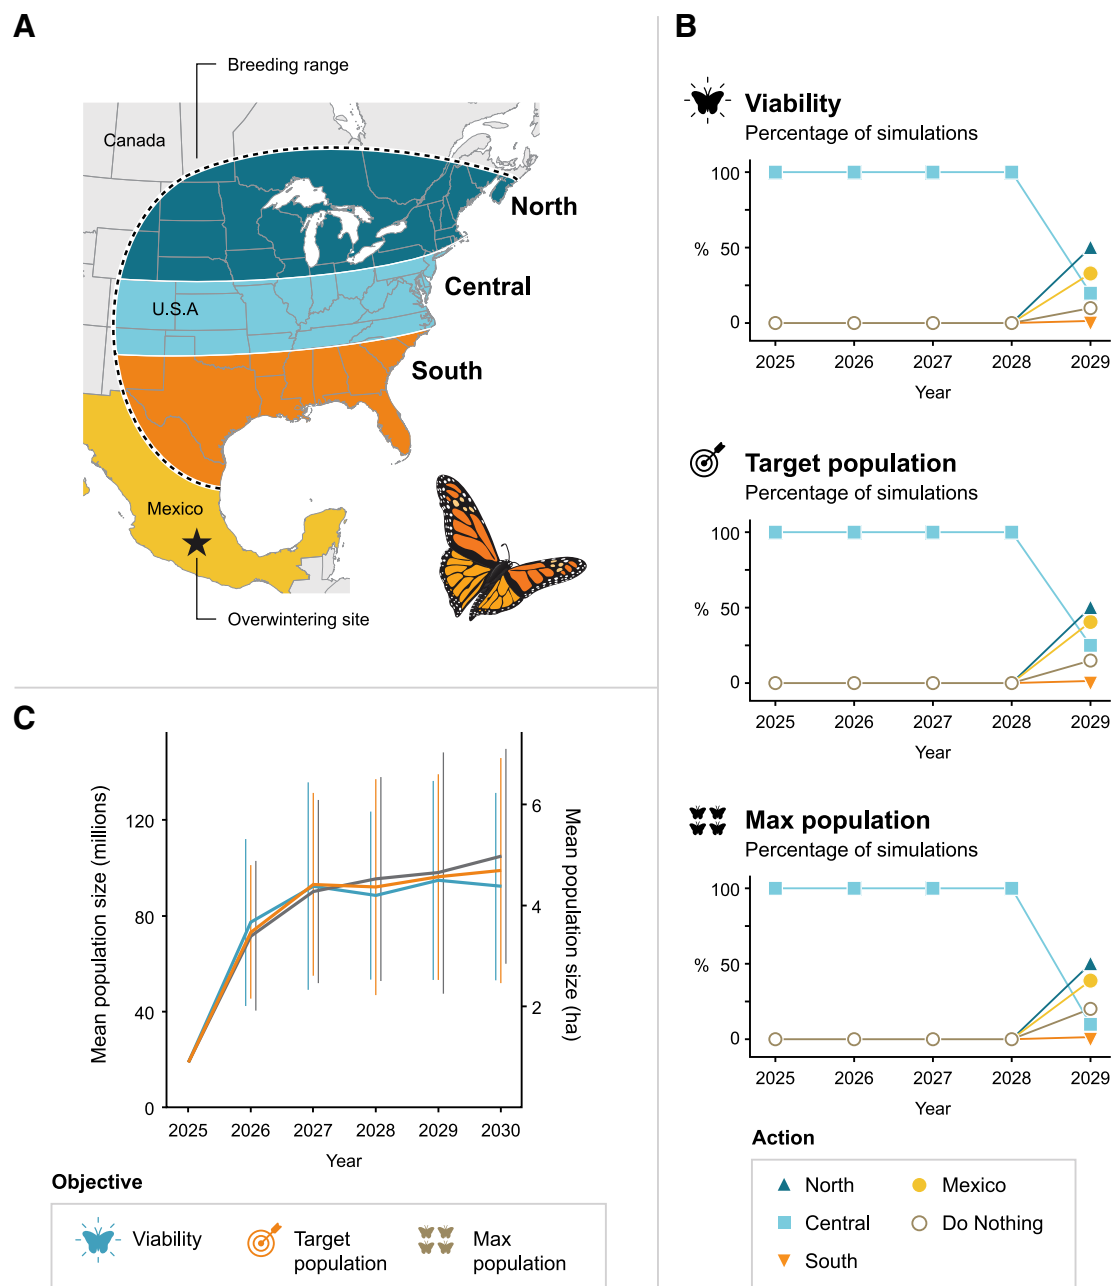 A
Breeding range
Canada
North
Central
U.S.A
South
Mexico
Overwintering site
B
Viability
Percentage of simulations
100
50
%
0
2025 2026 2027 2028 2029
Year
Target population
Percentage of simulations
100
50
%
0
2025 2026 2027 2028 2029
Year
Max population
Percentage of simulations
100
50
%
0
2025 2026 2027 2028 2029
Year
Action
North
Mexico
Central
Do Nothing
South
C
Mean population size (millions)
120
80
40
0
6
4
2
Mean population size (ha)
2025 2026 2027 2028 2029 2030
Year
Objective
Viability
Target
population
Max
population